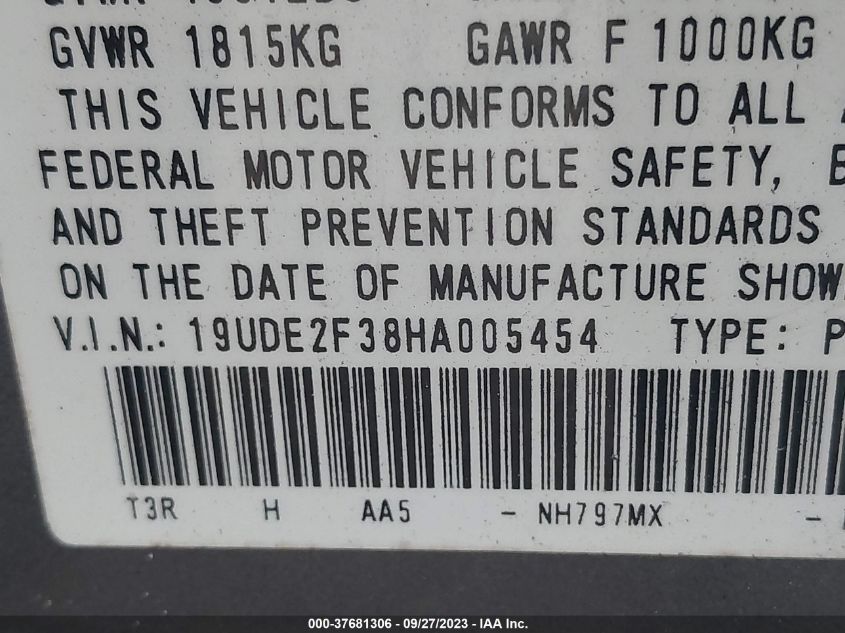 GVWR 1815KG GAWR F 1000KG
THIS VEHICLE CONFORMS TO ALL
FEDERAL MOTOR VEHICLE SAFETY, B
AND THEFT PREVENTION STANDARDS
ON THE DATE OF MANUFACTURE SHOW
V.I.N.: 19UDE2F38HA005454 TYPE: P
T3R H AA5 - NH797MX -
000-37681306 - 09/27/2023 - IAA Inc.